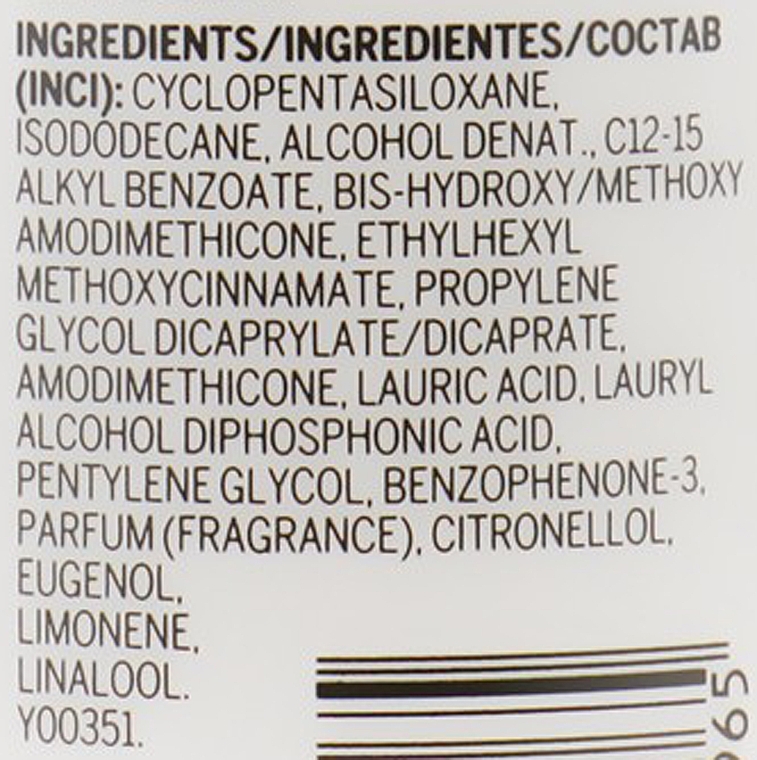 INGREDIENTS/INGREDIENTES/СОСТАВ
(INCI): CYCLOPENTASILOXANE,
ISODODECANE, ALCOHOL DENAT., C12-15
ALKYL BENZOATE, BIS-HYDROXY/METHOXY
AMODIMETHICONE, ETHYLHEXYL
METHOXYCINNAMATE, PROPYLENE
GLYCOL DICAPRYLATE/DICAPRATE,
AMODIMETHICONE, LAURIC ACID, LAURYL
ALCOHOL DIPHOSPHONIC ACID,
PENTYLENE GLYCOL, BENZOPHENONE-3,
PARFUM (FRAGRANCE), CITRONELLOL,
EUGENOL,
LIMONENE,
LINALOOL.
Y00351.